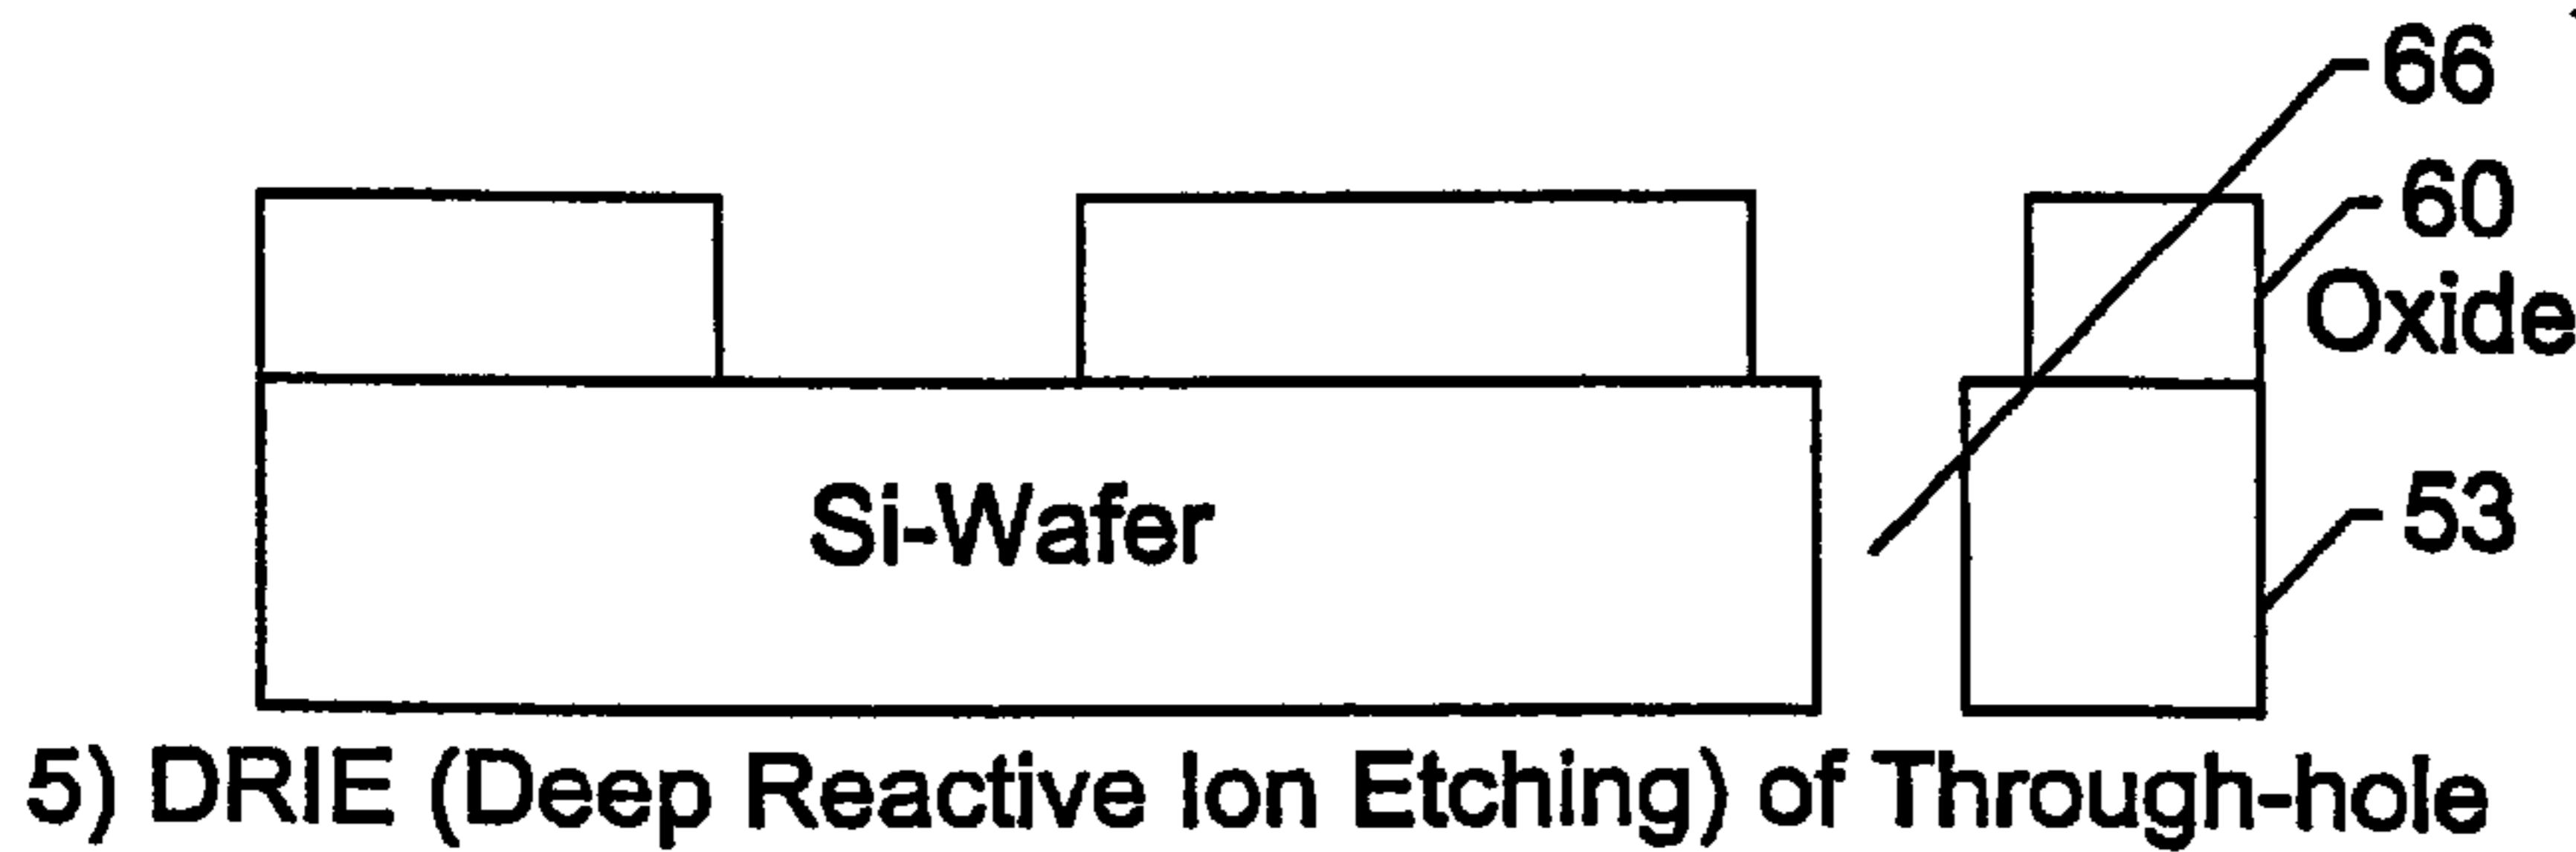 66
60
Oxide
Si-Wafer
53
5) DRIE (Deep Reactive Ion Etching) of Through-hole